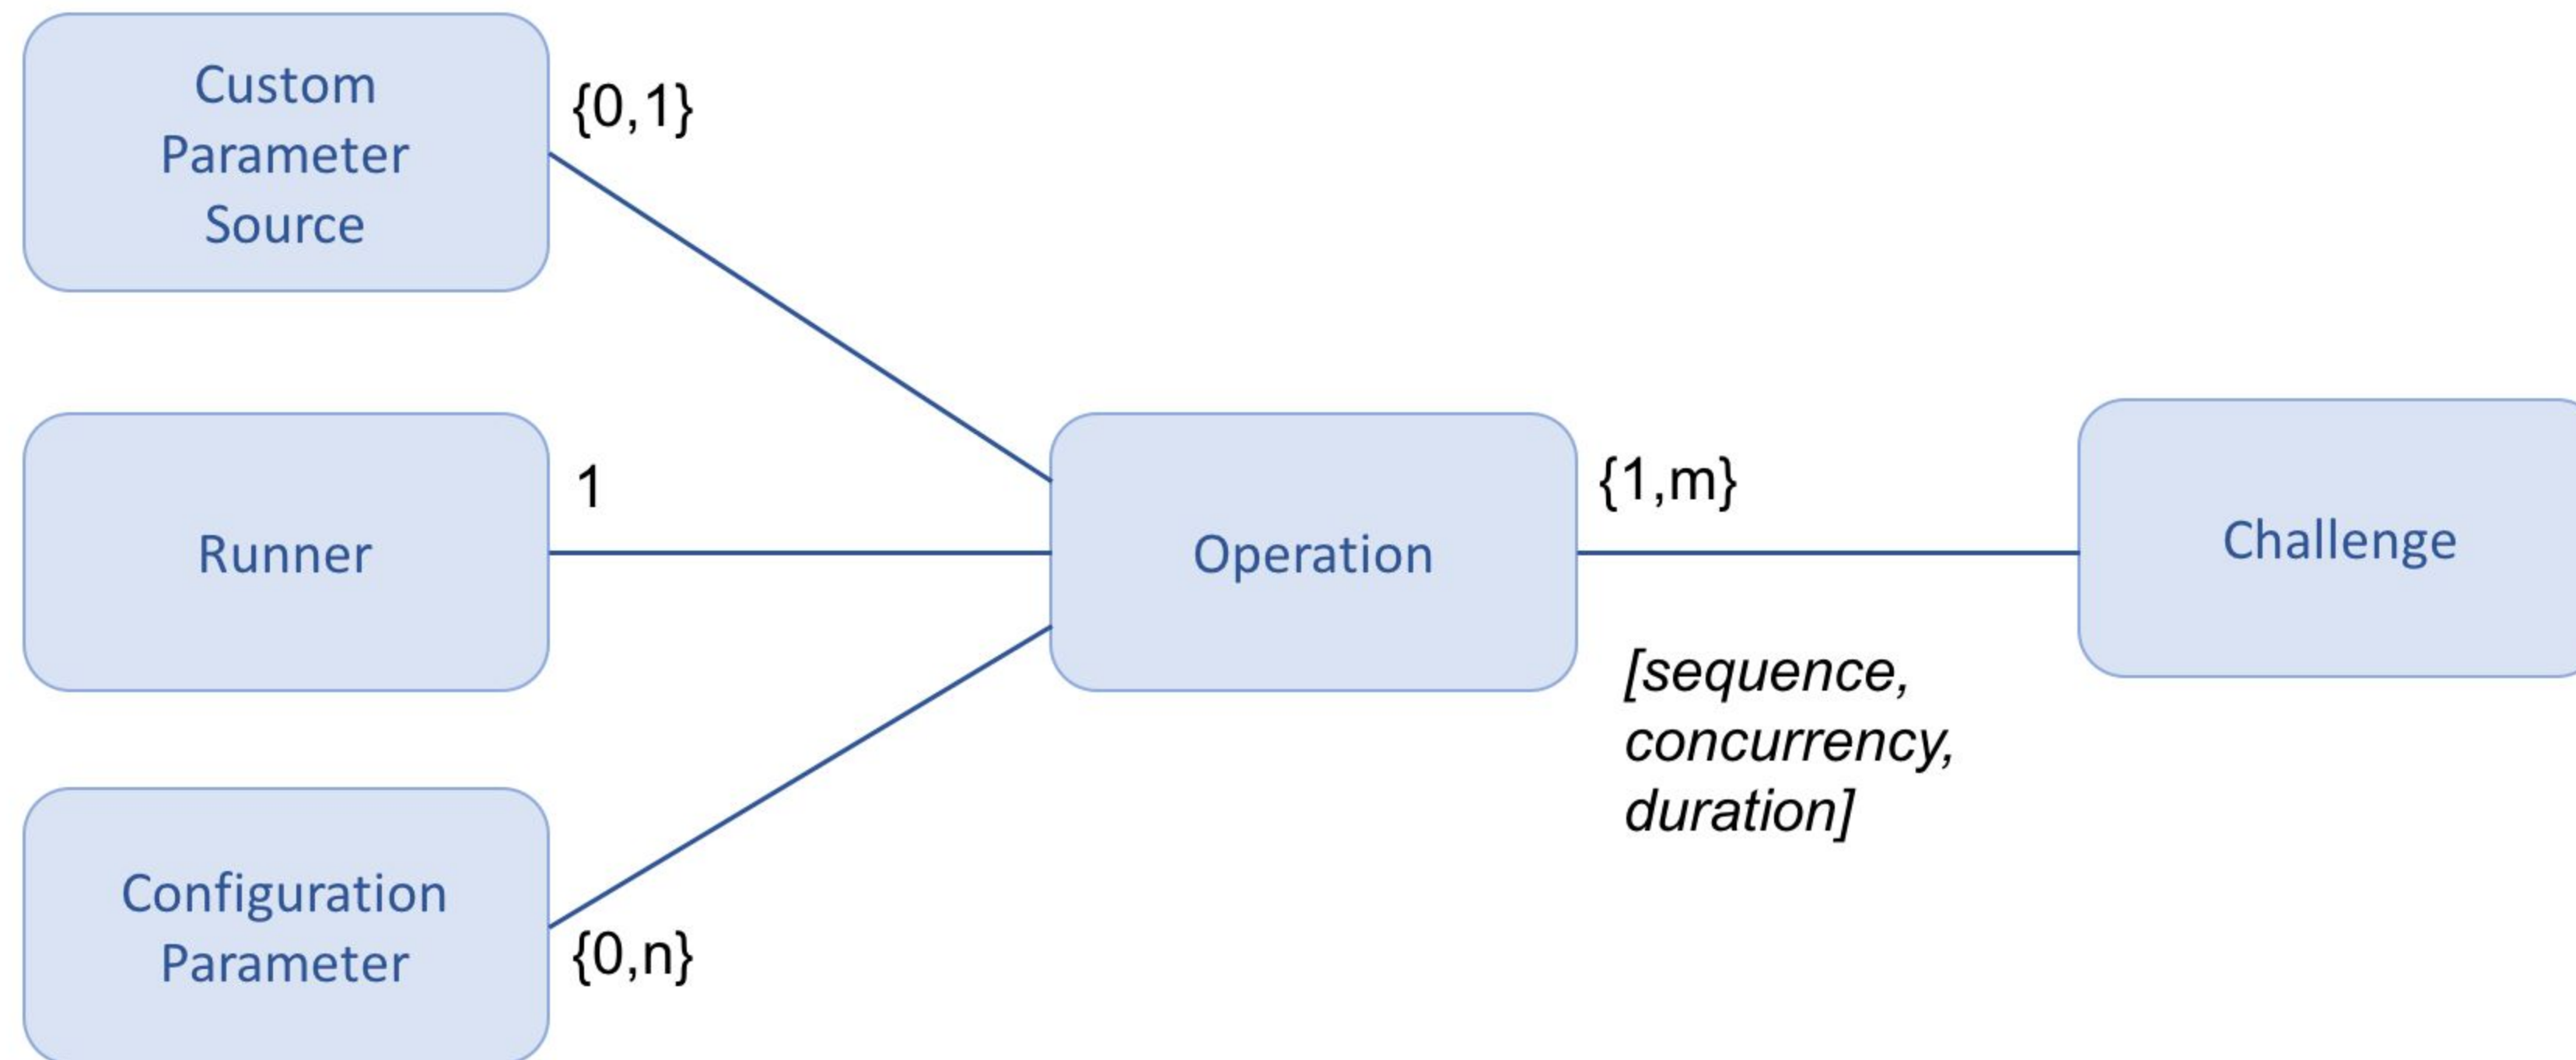 Custom
Parameter
Source
{0,1}
Runner
1
Configuration
Parameter
{0,n}
Operation
{1,m}
[sequence,
concurrency,
duration]
Challenge